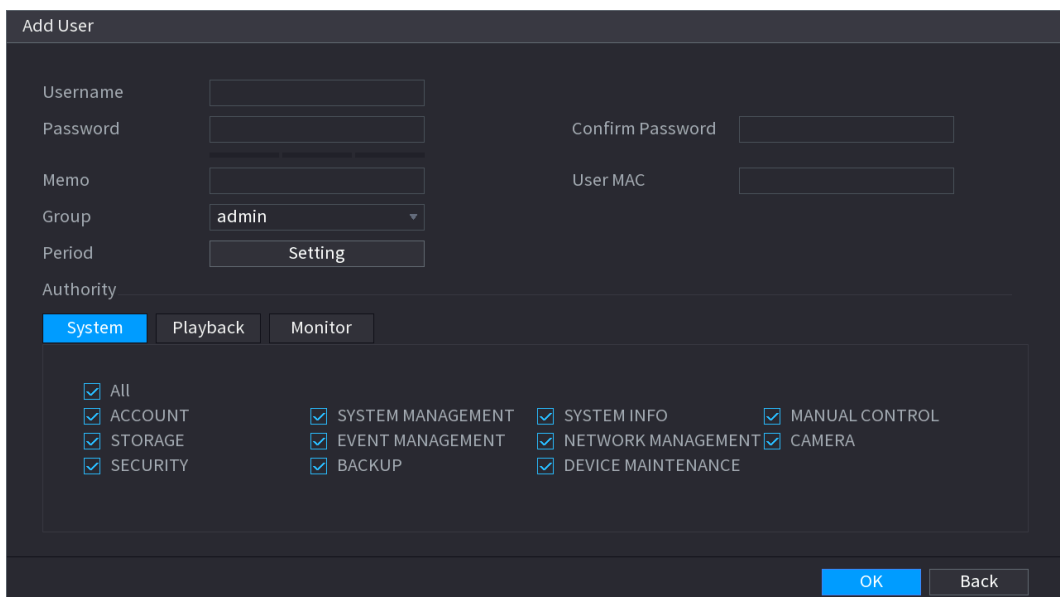 Add User
Username
Password Confirm Password
Memo User MAC
Group admin
Period Setting
Authority
System Playback Monitor
All
ACCOUNT SYSTEM MANAGEMENT SYSTEM INFO MANUAL CONTROL
STORAGE EVENT MANAGEMENT NETWORK MANAGEMENT CAMERA
SECURITY BACKUP DEVICE MAINTENANCE
OK Back